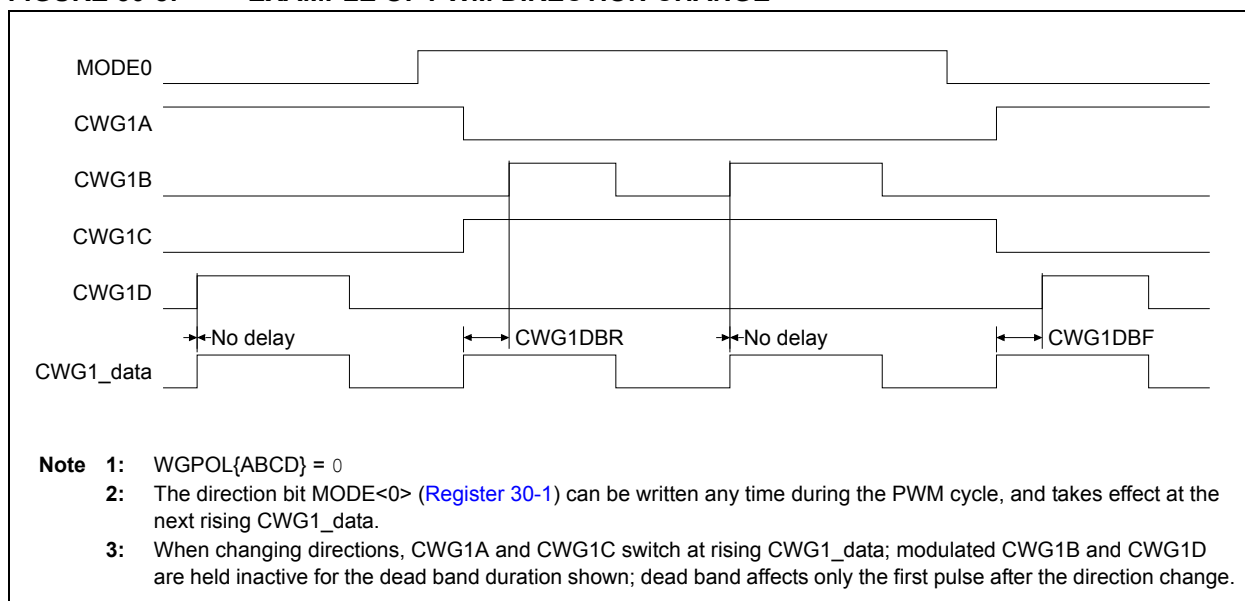 MODE0
CWG1A
CWG1B
CWG1C
CWG1D
No delay
CWG1DBR
No delay
CWG1DBF
CWG1_data
Note 1: WGPOL{ABCD} = 0
2: The direction bit MODE<0> (Register 30-1) can be written any time during the PWM cycle, and takes effect at the
next rising CWG1_data.
3: When changing directions, CWG1A and CWG1C switch at rising CWG1_data; modulated CWG1B and CWG1D
are held inactive for the dead band duration shown; dead band affects only the first pulse after the direction change.